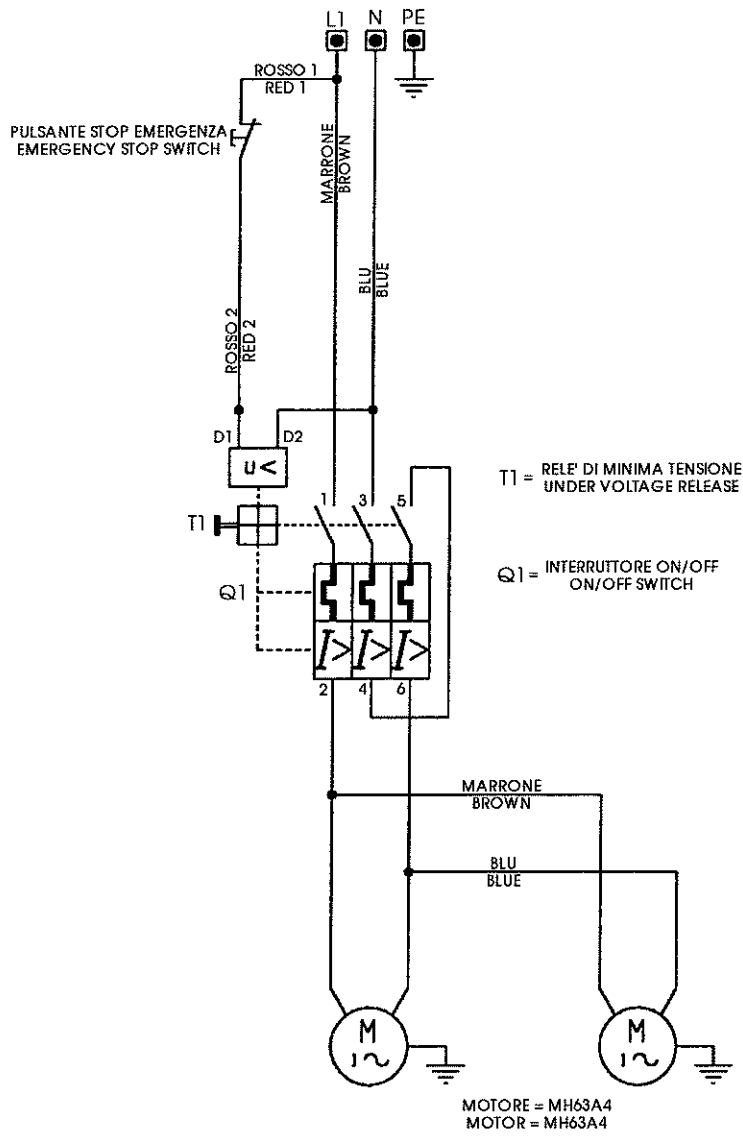 L1 N PE
ROSSO 1
RED 1
PULSANTE STOP EMERGENZA
EMERGENCY STOP SWITCH
MARRONE
BROWN
BLU
BLUE
ROSSO 2
RED 2
D1 D2
U<
T1
1 3 5
T1 = RELE' DI MINIMA TENSIONE
UNDER VOLTAGE RELEASE
Q1
Q1 = INTERRUTTORE ON/OFF
ON/OFF SWITCH
I> I> I>
2 4 6
MARRONE
BROWN
BLU
BLUE
M
1~
M
1~
MOTORE = MH63A4
MOTOR = MH63A4